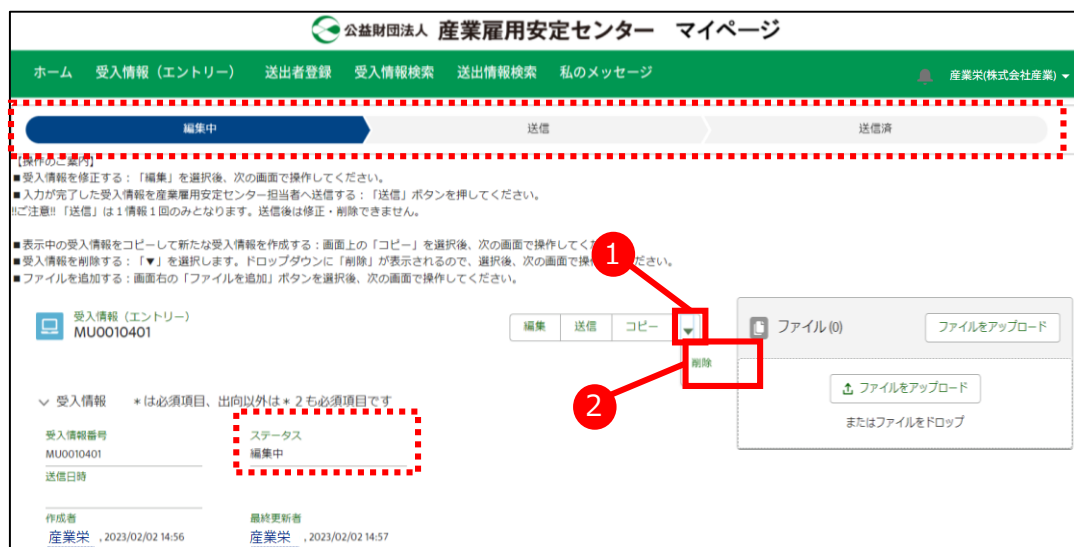 公益財団法人 産業雇用安定センター マイページ
ホーム 受入情報（エントリー） 送出者登録 受入情報検索 送出情報検索 私のメッセージ 産業栄(株式会社産業)
編集中 送信 送信済
【操作のご案内】
■受入情報を修正する：「編集」を選択後、次の画面で操作してください。
■入力が完了した受入情報を産業雇用安定センター担当者へ送信する：「送信」ボタンを押してください。
!!ご注意!!「送信」は１情報１回のみとなります。送信後は修正・削除できません。
■表示中の受入情報をコピーして新たな受入情報を作成する：画面上の「コピー」を選択後、次の画面で操作してくだ
■受入情報を削除する：「▼」を選択します。ドロップダウンに「削除」が表示されるので、選択後、次の画面で操 ださい。
■ファイルを追加する：画面右の「ファイルを追加」ボタンを選択後、次の画面で操作してください。
1
受入情報（エントリー）
MU0010401
編集 送信 コピー ▼
削除
2
ファイル(0) ファイルをアップロード
ファイルをアップロード
またはファイルをドロップ
受入情報 ＊は必須項目、出向以外は＊２も必須項目です
受入情報番号 ステータス
MU0010401 編集中
送信日時
作成者 最終更新者
産業栄 , 2023/02/02 14:56 産業栄 , 2023/02/02 14:57